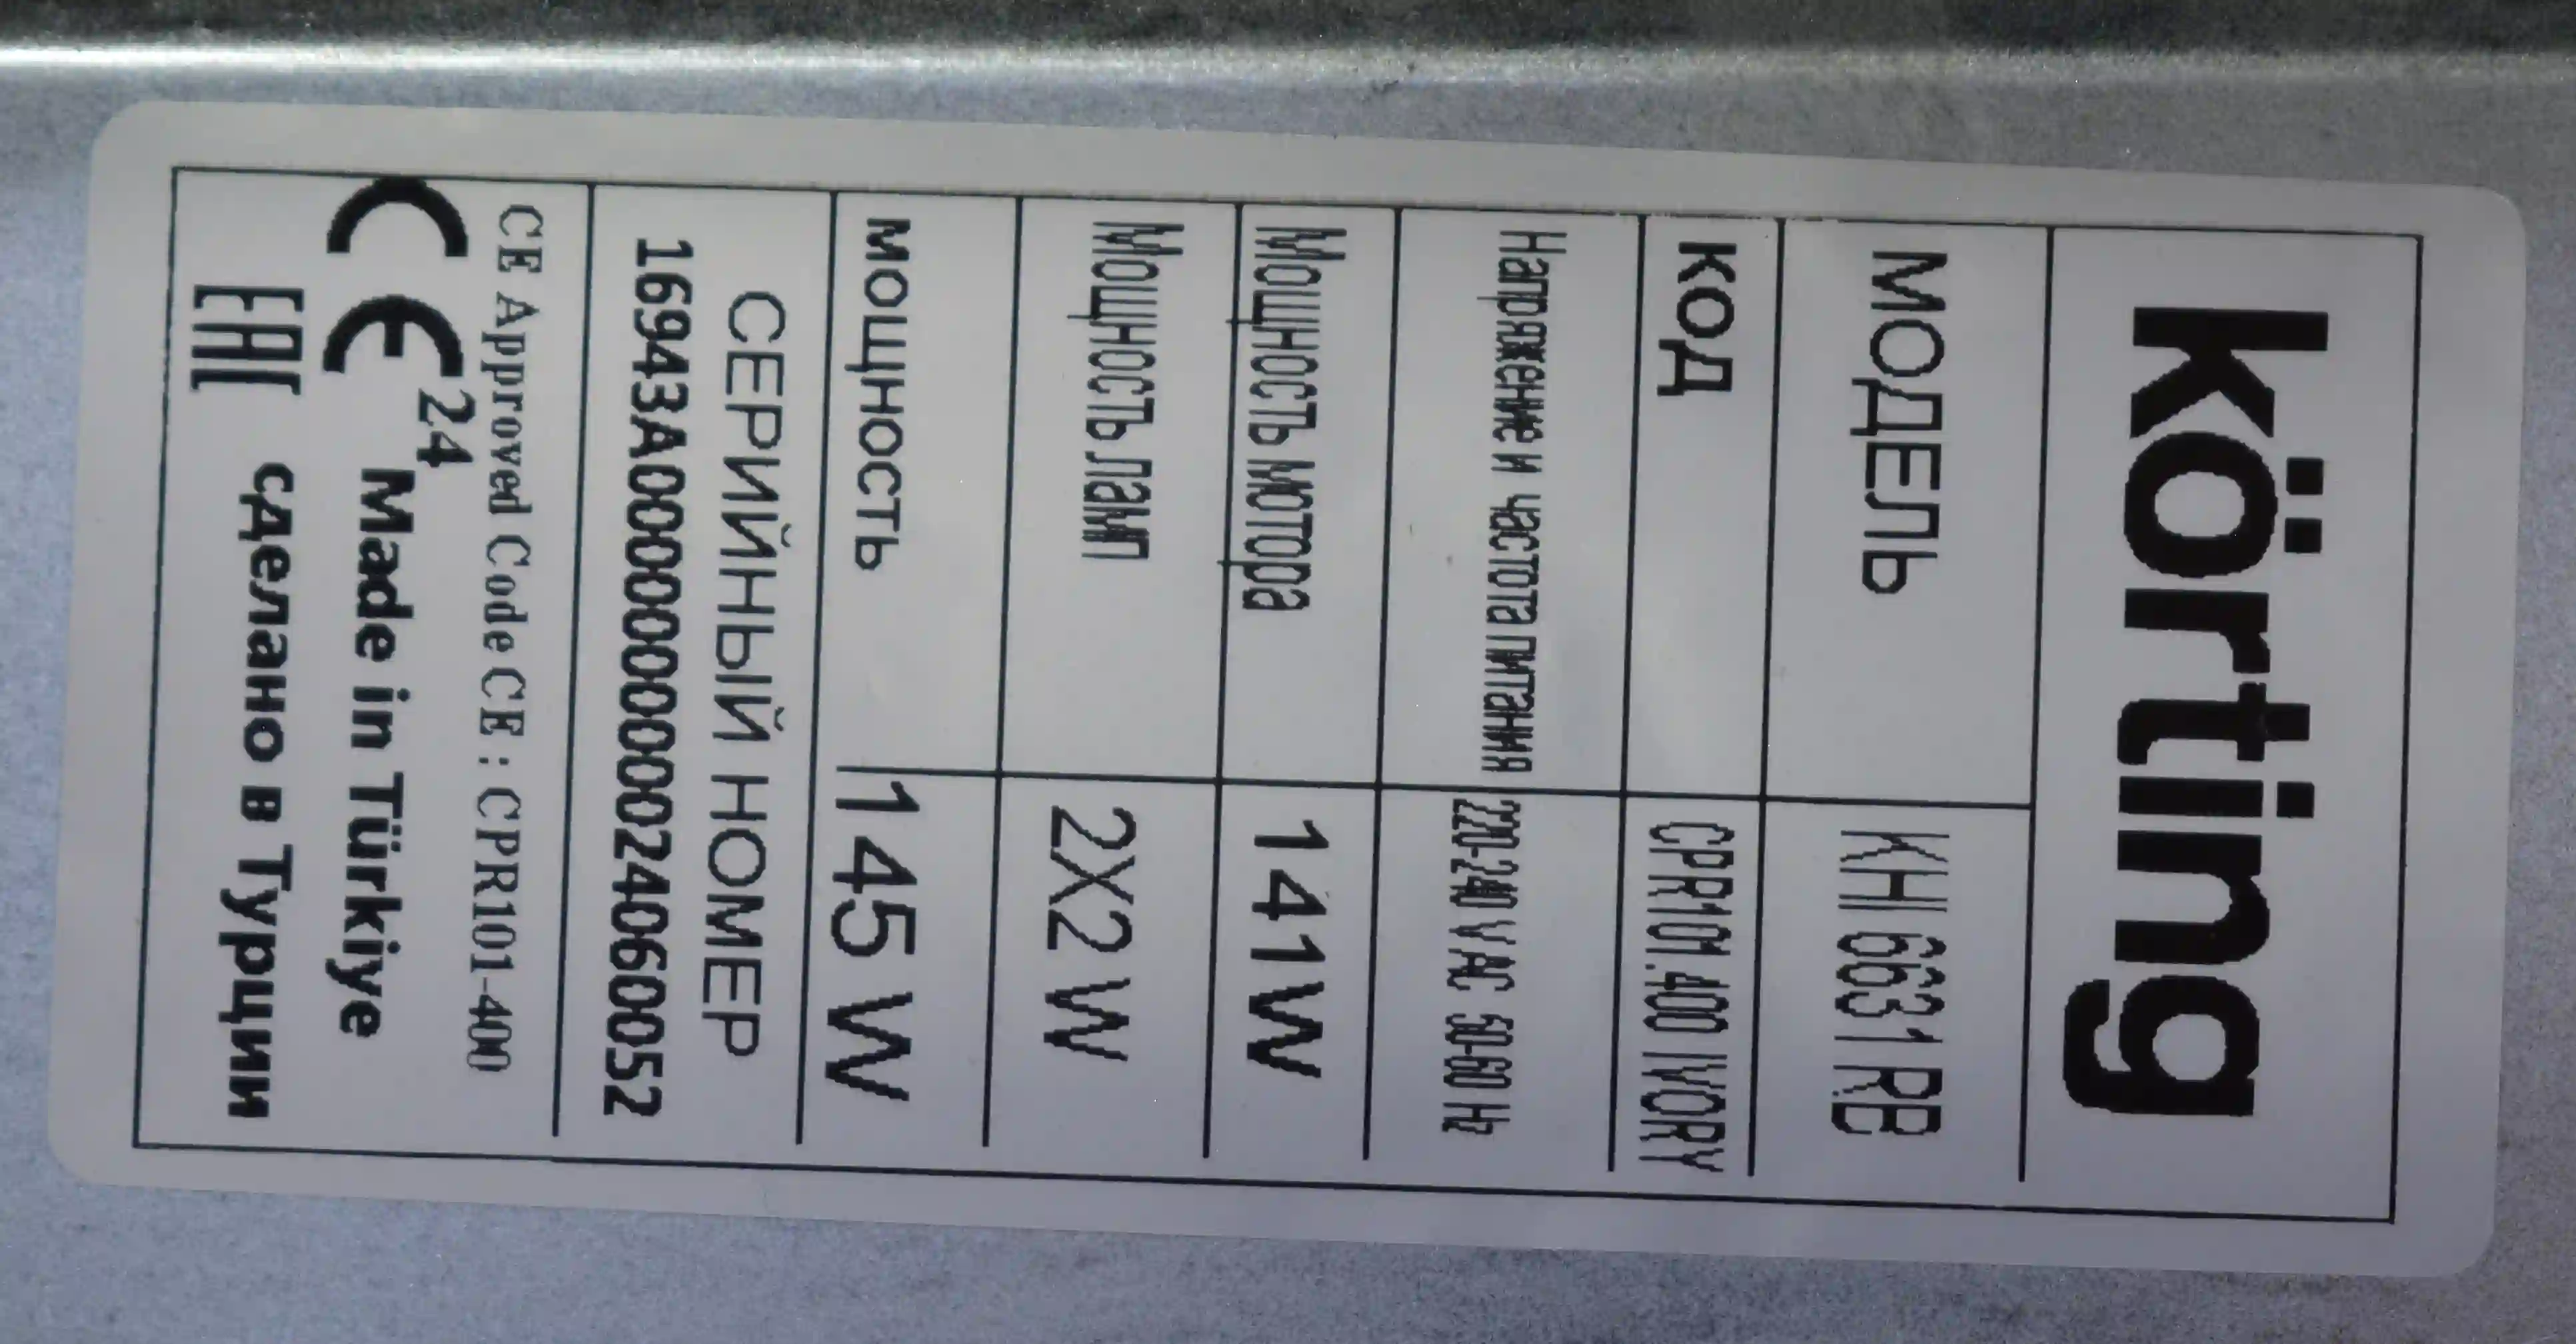 körting
МОДЕЛЬ KHI 6631 RB
КОД CPR101.400 IVORY
Напряжение и частота питания 220-240 V AC 50-60 Hz
Мощность мотора 141W
Мощность ламп 2X2 W
мощность 145 W
СЕРИЙНЫЙ НОМЕР
16943A00000000000024060052
CE Approved Code CE : CPR101-400
CE 24 Made in Türkiye
EAC сделано в Турции